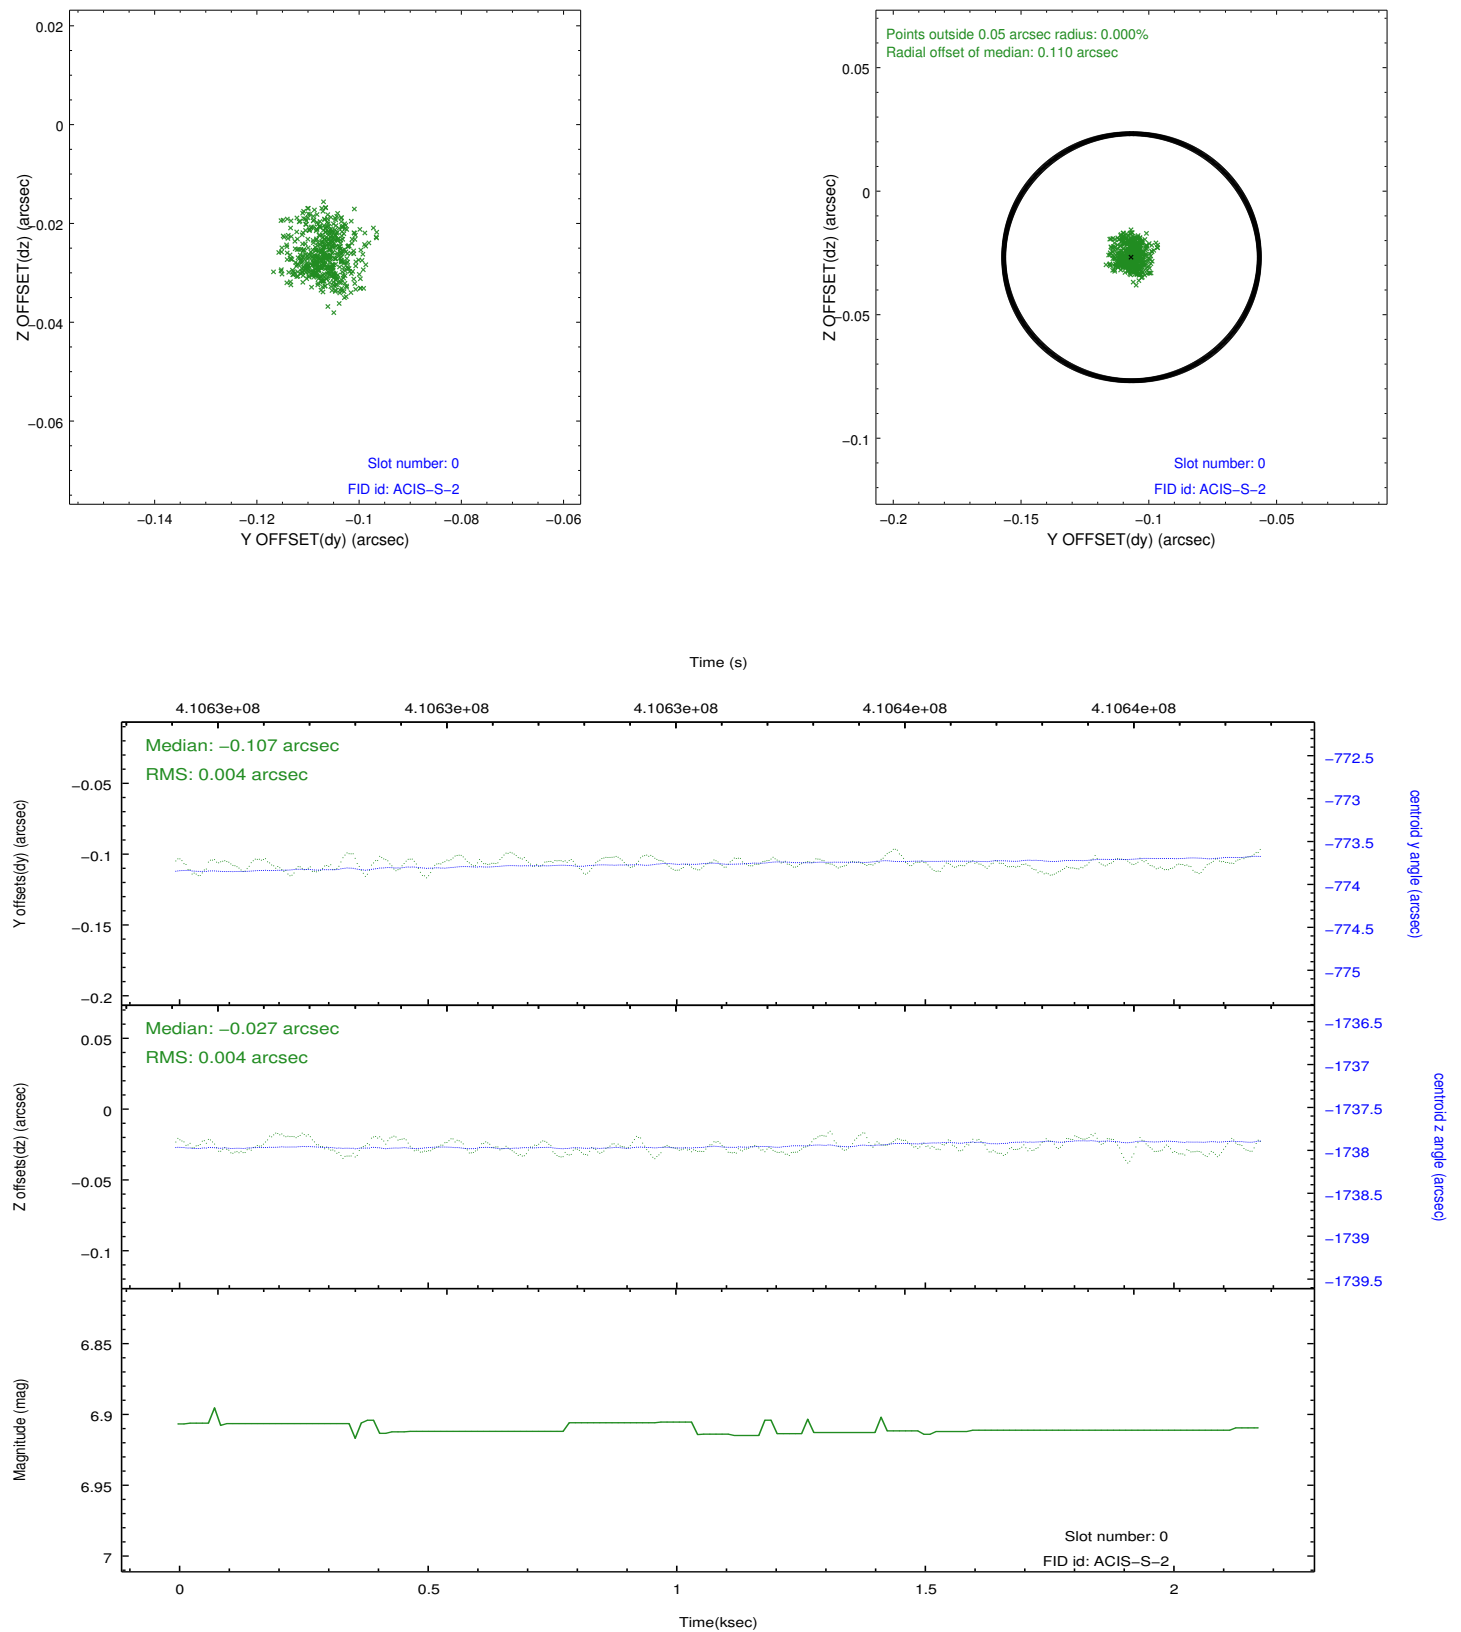 0.02
0
−0.02
−0.04
−0.06
Z OFFSET(dz) (arcsec)
Slot number: 0
FID id: ACIS−S−2
−0.14
−0.12
−0.1
−0.08
−0.06
Y OFFSET(dy) (arcsec)
Points outside 0.05 arcsec radius: 0.000%
Radial offset of median: 0.110 arcsec
0.05
0
−0.05
−0.1
Z OFFSET(dz) (arcsec)
Slot number: 0
FID id: ACIS−S−2
−0.2
−0.15
−0.1
−0.05
Y OFFSET(dy) (arcsec)
Time (s)
4.1063e+08
4.1063e+08
4.1063e+08
4.1064e+08
4.1064e+08
Median: −0.107 arcsec
RMS: 0.004 arcsec
−0.05
−0.1
−0.15
−0.2
Y offsets(dy) (arcsec)
−772.5
−773
−773.5
−774
−774.5
−775
centroid y angle (arcsec)
Median: −0.027 arcsec
RMS: 0.004 arcsec
0.05
0
−0.05
−0.1
Z offsets(dz) (arcsec)
−1736.5
−1737
−1737.5
−1738
−1738.5
−1739
−1739.5
centroid z angle (arcsec)
6.85
6.9
6.95
7
Magnitude (mag)
Slot number: 0
FID id: ACIS−S−2
0
0.5
1
1.5
2
Time(ksec)